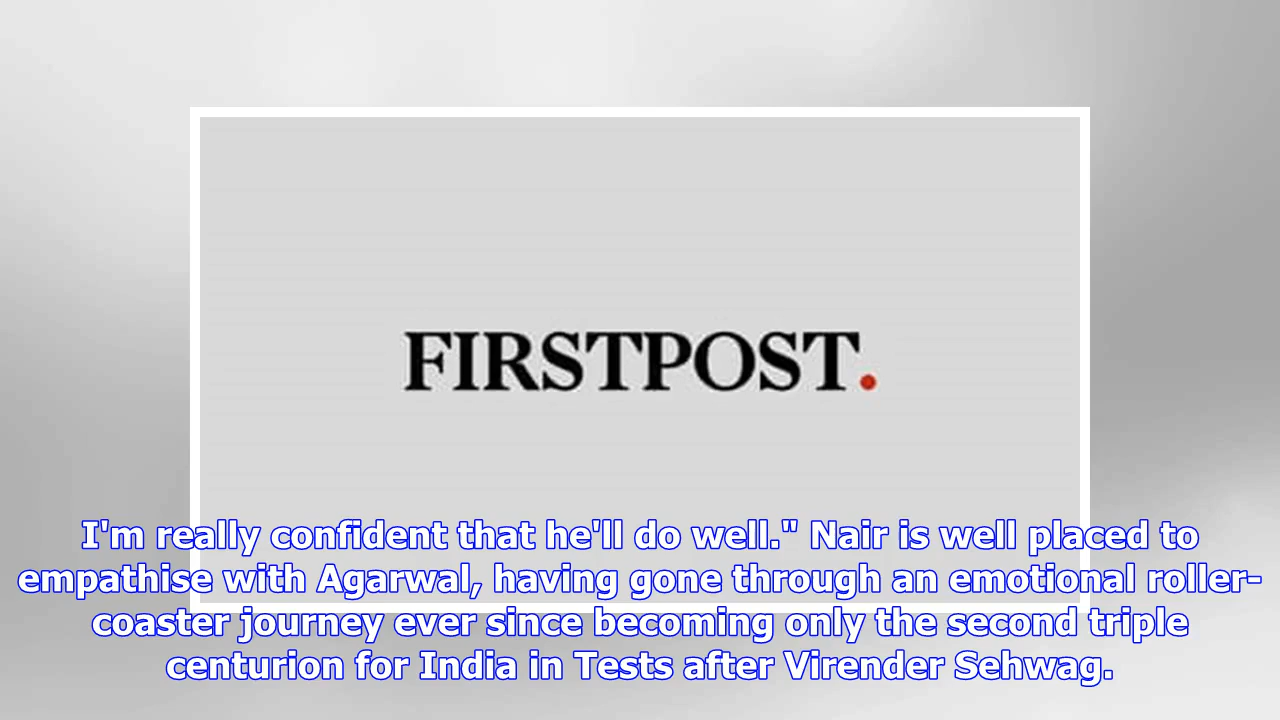 FIRSTPOST.
I'm really confident that he'll do well." Nair is well placed to
empathise with Agarwal, having gone through an emotional roller-
coaster journey ever since becoming only the second triple
centurion for India in Tests after Virender Sehwag.